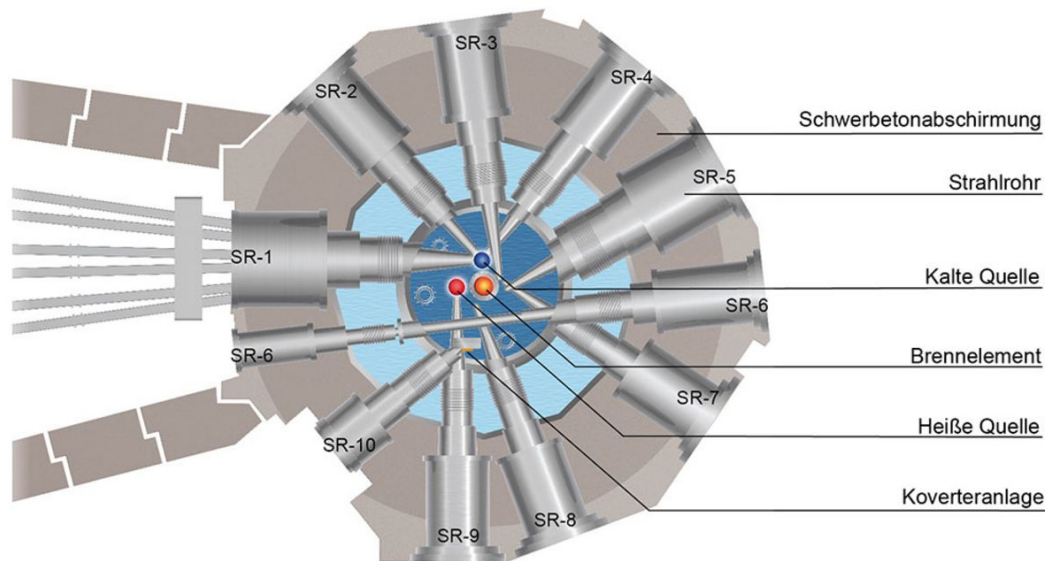 SR-3
SR-4
SR-2
Schwerbetonabschirmung
SR-5
Strahlrohr
SR-1
Kalte Quelle
SR-6
SR-6
Brennelement
SR-7
Heiße Quelle
SR-10
Koverteranlage
SR-8
SR-9